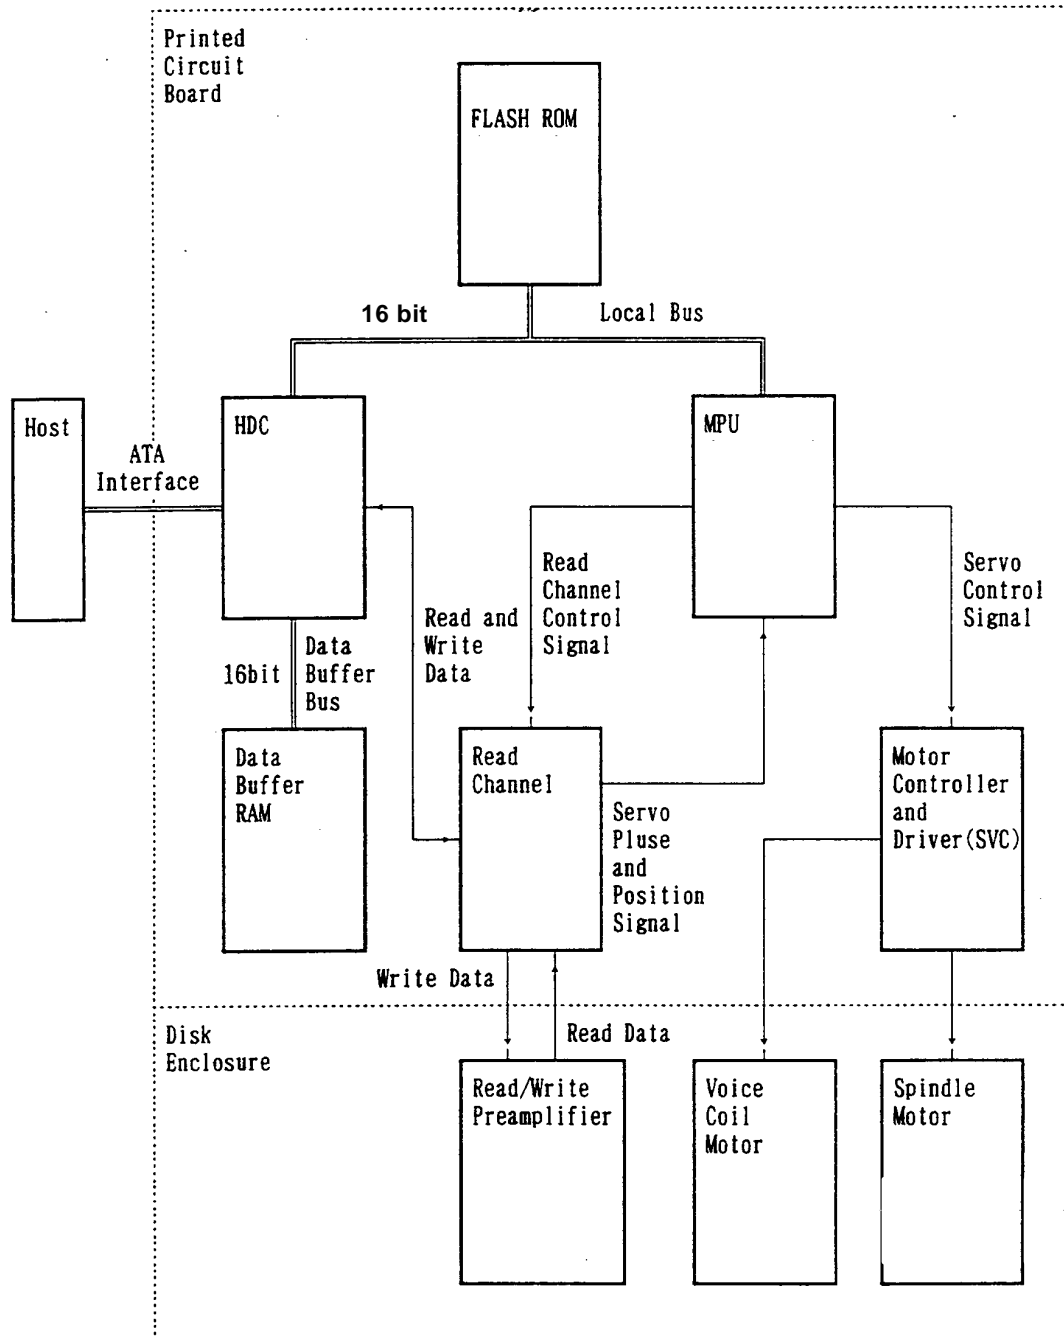 Printed
Circuit
Board
FLASH ROM
16 bit
Local Bus
Host
ATA
Interface
HDC
MPU
Read
Channel
Control
Signal
Servo
Control
Signal
Read and
Write
Data
16bit
Data
Buffer
Bus
Data
Buffer
RAM
Read
Channel
Servo
Pluse
and
Position
Signal
Motor
Controller
and
Driver(SVC)
Write Data
Read Data
Disk
Enclosure
Read/Write
Preamplifier
Voice
Coil
Motor
Spindle
Motor